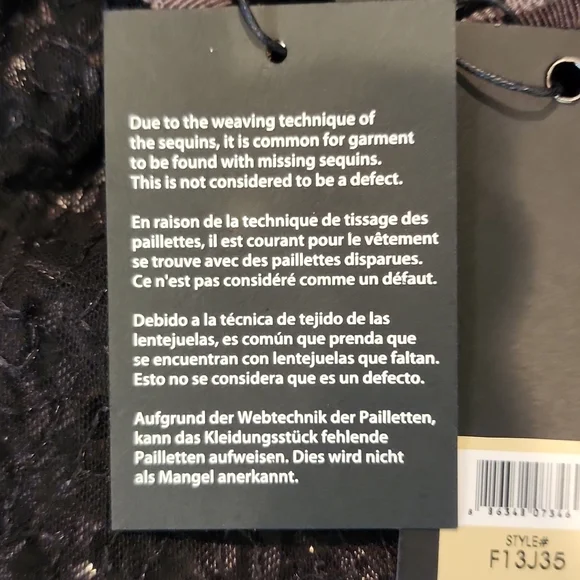 Due to the weaving technique of
the sequins, it is common for garment
to be found with missing sequins.
This is not considered to be a defect.
En raison de la technique de tissage des
paillettes, il est courant pour le vêtement
se trouve avec des paillettes disparues.
Ce n'est pas considéré comme un défaut.
Debido a la técnica de tejido de las
lentejuelas, es común que prenda que
se encuentran con lentejuelas que faltan.
Esto no se considera que es un defecto.
Aufgrund der Webtechnik der Pailletten,
kann das Kleidungsstück fehlende
Pailletten aufweisen. Dies wird nicht
als Mangel anerkannt.
STYLE#
F13J35